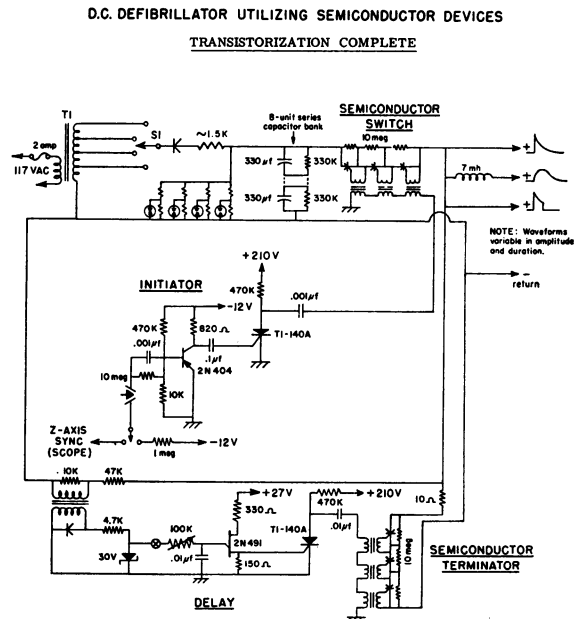 D.C. DEFIBRILLATOR UTILIZING SEMICONDUCTOR DEVICES
TRANSISTORIZATION COMPLETE
T1
2 amp
117 VAC
S1
~1.5K
8-unit series
capacitor bank
330µf
330K
330µf
330K
SEMICONDUCTOR
SWITCH
10 meg
+
7 mh
+
+
NOTE: Waveforms
variable in amplitude
and duration.
-
return
+210V
INITIATOR
470K
.001µf
-12V
470K
820Ω
.001µf
.1µf
TI-140A
2N404
10 meg
10K
Z-AXIS
SYNC
(SCOPE)
1 meg
-12V
10K
47K
+27V
470K
+210V
10Ω
4.7K
330Ω
TI-140A
.01µf
100K
2N491
30V
.01µf
150Ω
10 meg
SEMICONDUCTOR
TERMINATOR
DELAY